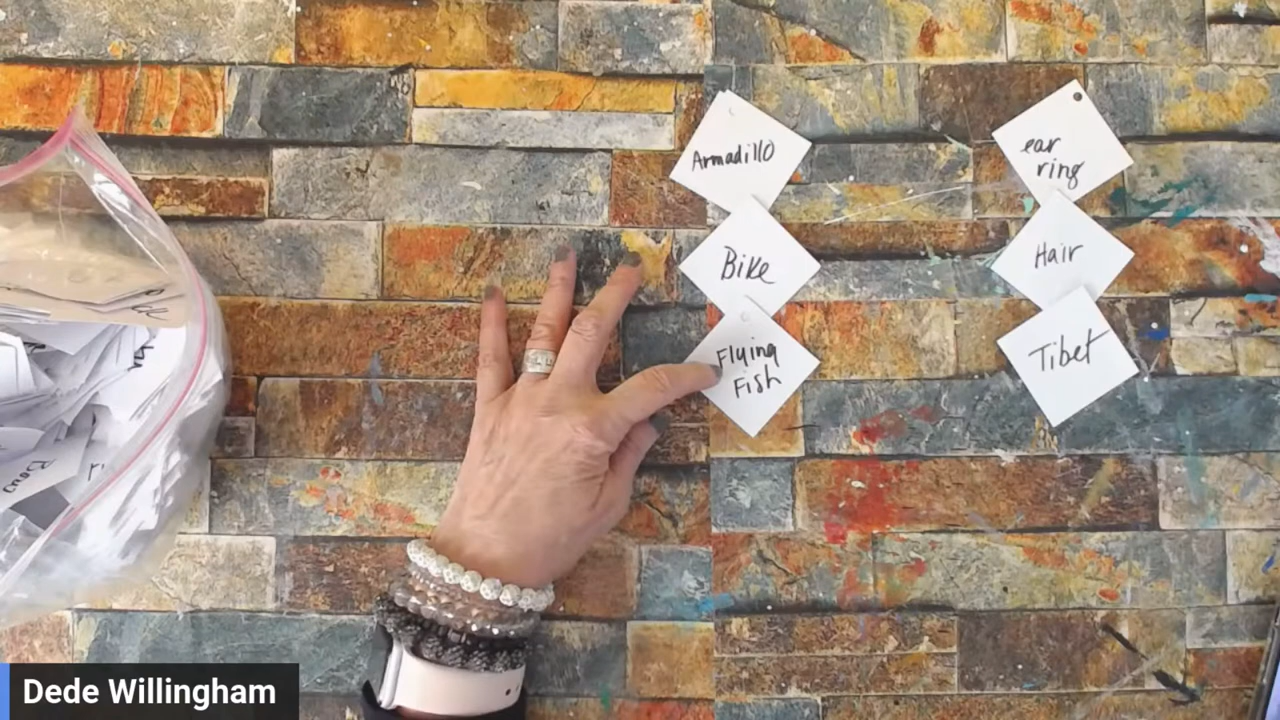 Armadillo
Bike
Flying
Fish
ear
ring
Hair
Tibet
Dede Willingham